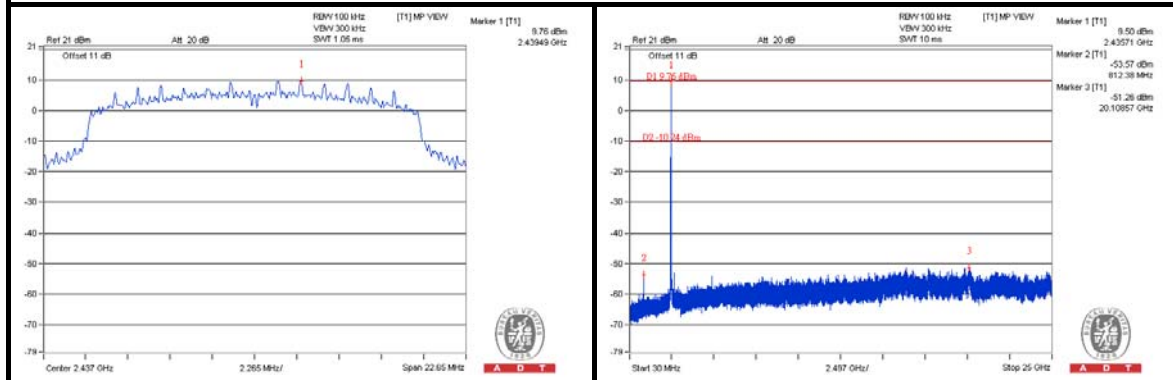 RBW 100 kHz [T1] MP VIEW
VBW 300 kHz
Ref 21 dBm Att 20 dB SWT 1.06 ms
Marker 1 [T1]
9.76 dBm
2.43949 GHz
21
Offset 11 dB
1
10
0
-10
-20
-30
-40
-50
-60
-70
-79
Center 2.437 GHz 2.265 MHz/ Span 22.65 MHz
BUREAU VERITAS
1828
A D T
RBW 100 kHz [T1] MP VIEW
VBW 300 kHz
Ref 21 dBm Att 20 dB SWT 10 ms
Marker 1 [T1]
9.50 dBm
2.43571 GHz
Marker 2 [T1]
-53.57 dBm
812.38 MHz
Marker 3 [T1]
-51.26 dBm
20.10857 GHz
21
Offset 11 dB
1
D1 9.76 dBm
10
0
D2 -10.24 dBm
-10
-20
-30
-40
2
3
-50
-60
-70
-79
Start 30 MHz 2.497 GHz/ Stop 25 GHz
BUREAU VERITAS
1828
A D T